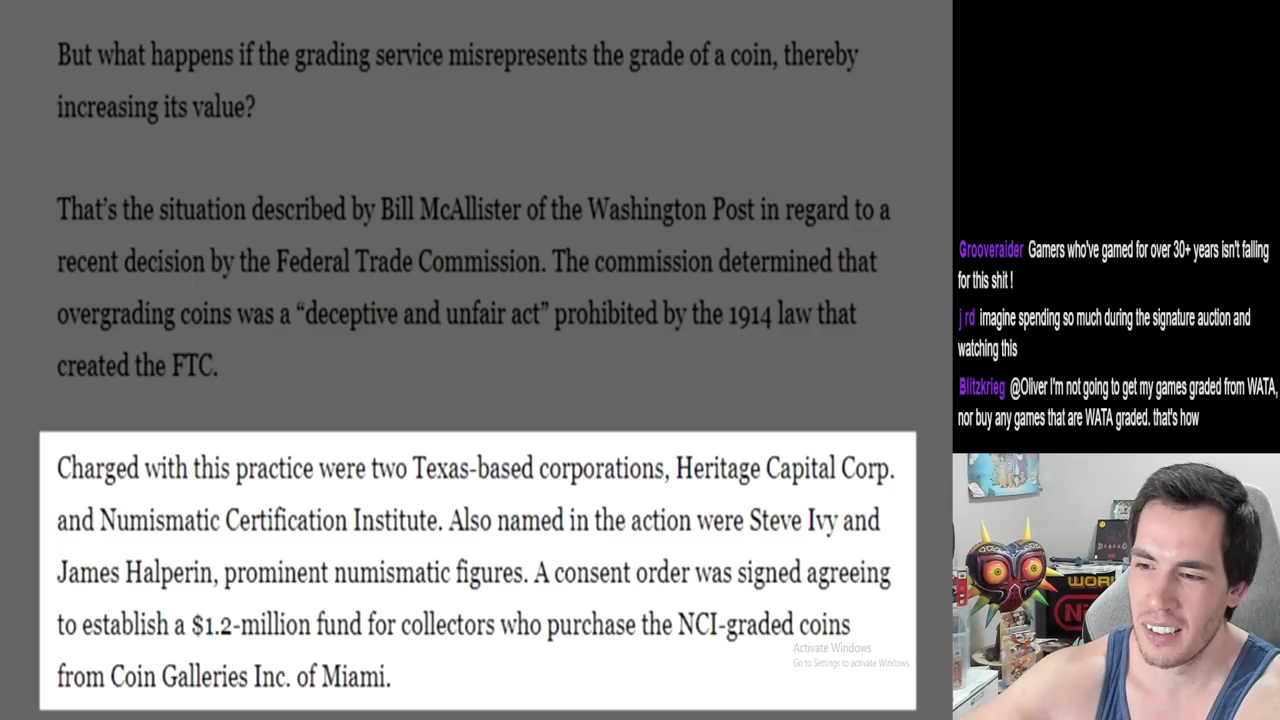 But what happens if the grading service misrepresents the grade of a coin, thereby
increasing its value?
That's the situation described by Bill McAllister of the Washington Post in regard to a
recent decision by the Federal Trade Commission. The commission determined that
overgrading coins was a “deceptive and unfair act” prohibited by the 1914 law that
created the FTC.
Charged with this practice were two Texas-based corporations, Heritage Capital Corp.
and Numismatic Certification Institute. Also named in the action were Steve Ivy and
James Halperin, prominent numismatic figures. A consent order was signed agreeing
to establish a $1.2-million fund for collectors who purchase the NCI-graded coins
from Coin Galleries Inc. of Miami.
Activate Windows
Go to Settings to activate Windows.
Grooveraider Gamers who've gamed for over 30+ years isn't falling
for this shit !
j rd imagine spending so much during the signature auction and
watching this
Blitzkrieg @Oliver I'm not going to get my games graded from WATA,
nor buy any games that are WATA graded. that's how
WORL